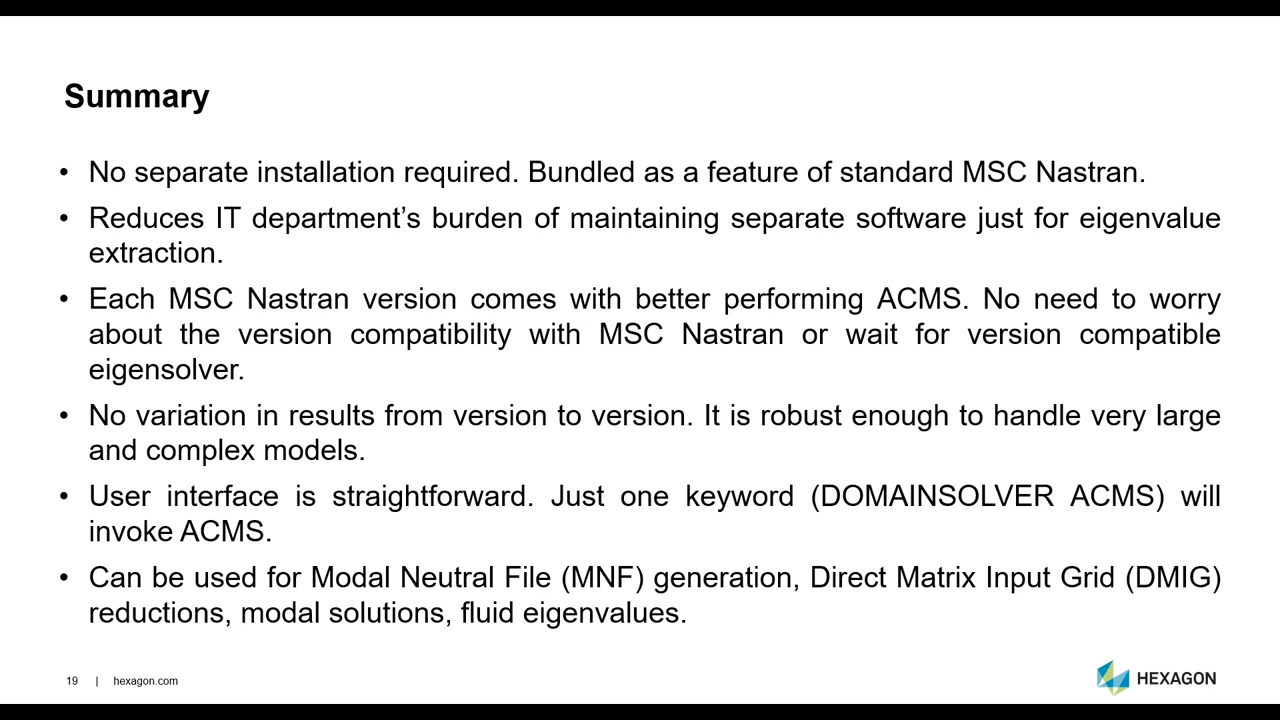 Summary
• No separate installation required. Bundled as a feature of standard MSC Nastran.
• Reduces IT department’s burden of maintaining separate software just for eigenvalue
extraction.
• Each MSC Nastran version comes with better performing ACMS. No need to worry
about the version compatibility with MSC Nastran or wait for version compatible
eigensolver.
• No variation in results from version to version. It is robust enough to handle very large
and complex models.
• User interface is straightforward. Just one keyword (DOMAINSOLVER ACMS) will
invoke ACMS.
• Can be used for Modal Neutral File (MNF) generation, Direct Matrix Input Grid (DMIG)
reductions, modal solutions, fluid eigenvalues.
19 | hexagon.com
HEXAGON